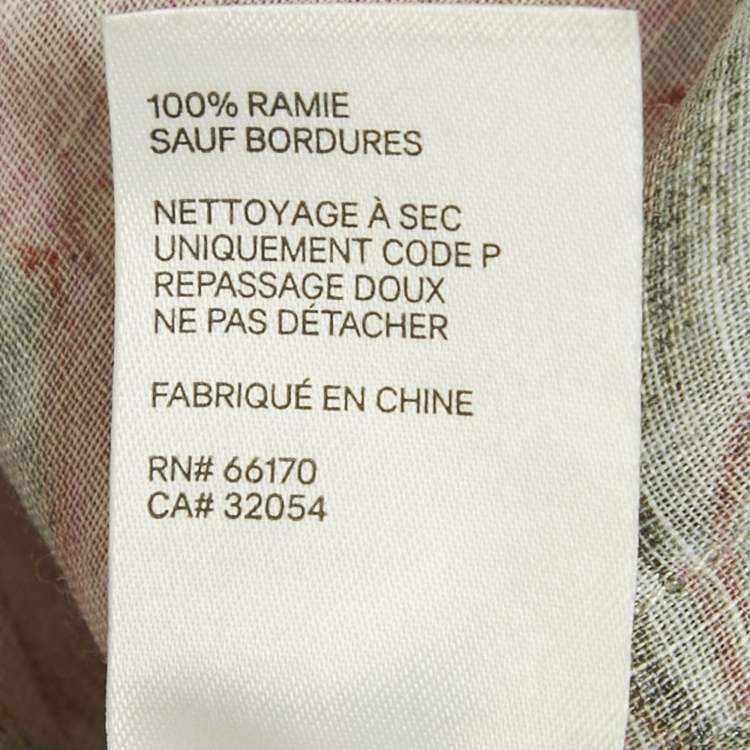 100% RAMIE
SAUF BORDURES
NETTOYAGE À SEC
UNIQUEMENT CODE P
REPASSAGE DOUX
NE PAS DÉTACHER
FABRIQUÉ EN CHINE
RN# 66170
CA# 32054